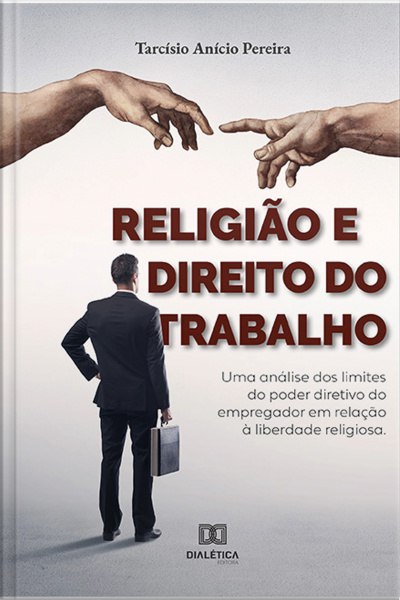 Tarcísio Anício Pereira
RELIGIÃO E
DIREITO DO
TRABALHO
Uma análise dos limites
do poder diretivo do
empregador em relação
à liberdade religiosa.
DIALÉTICA
EDITORA